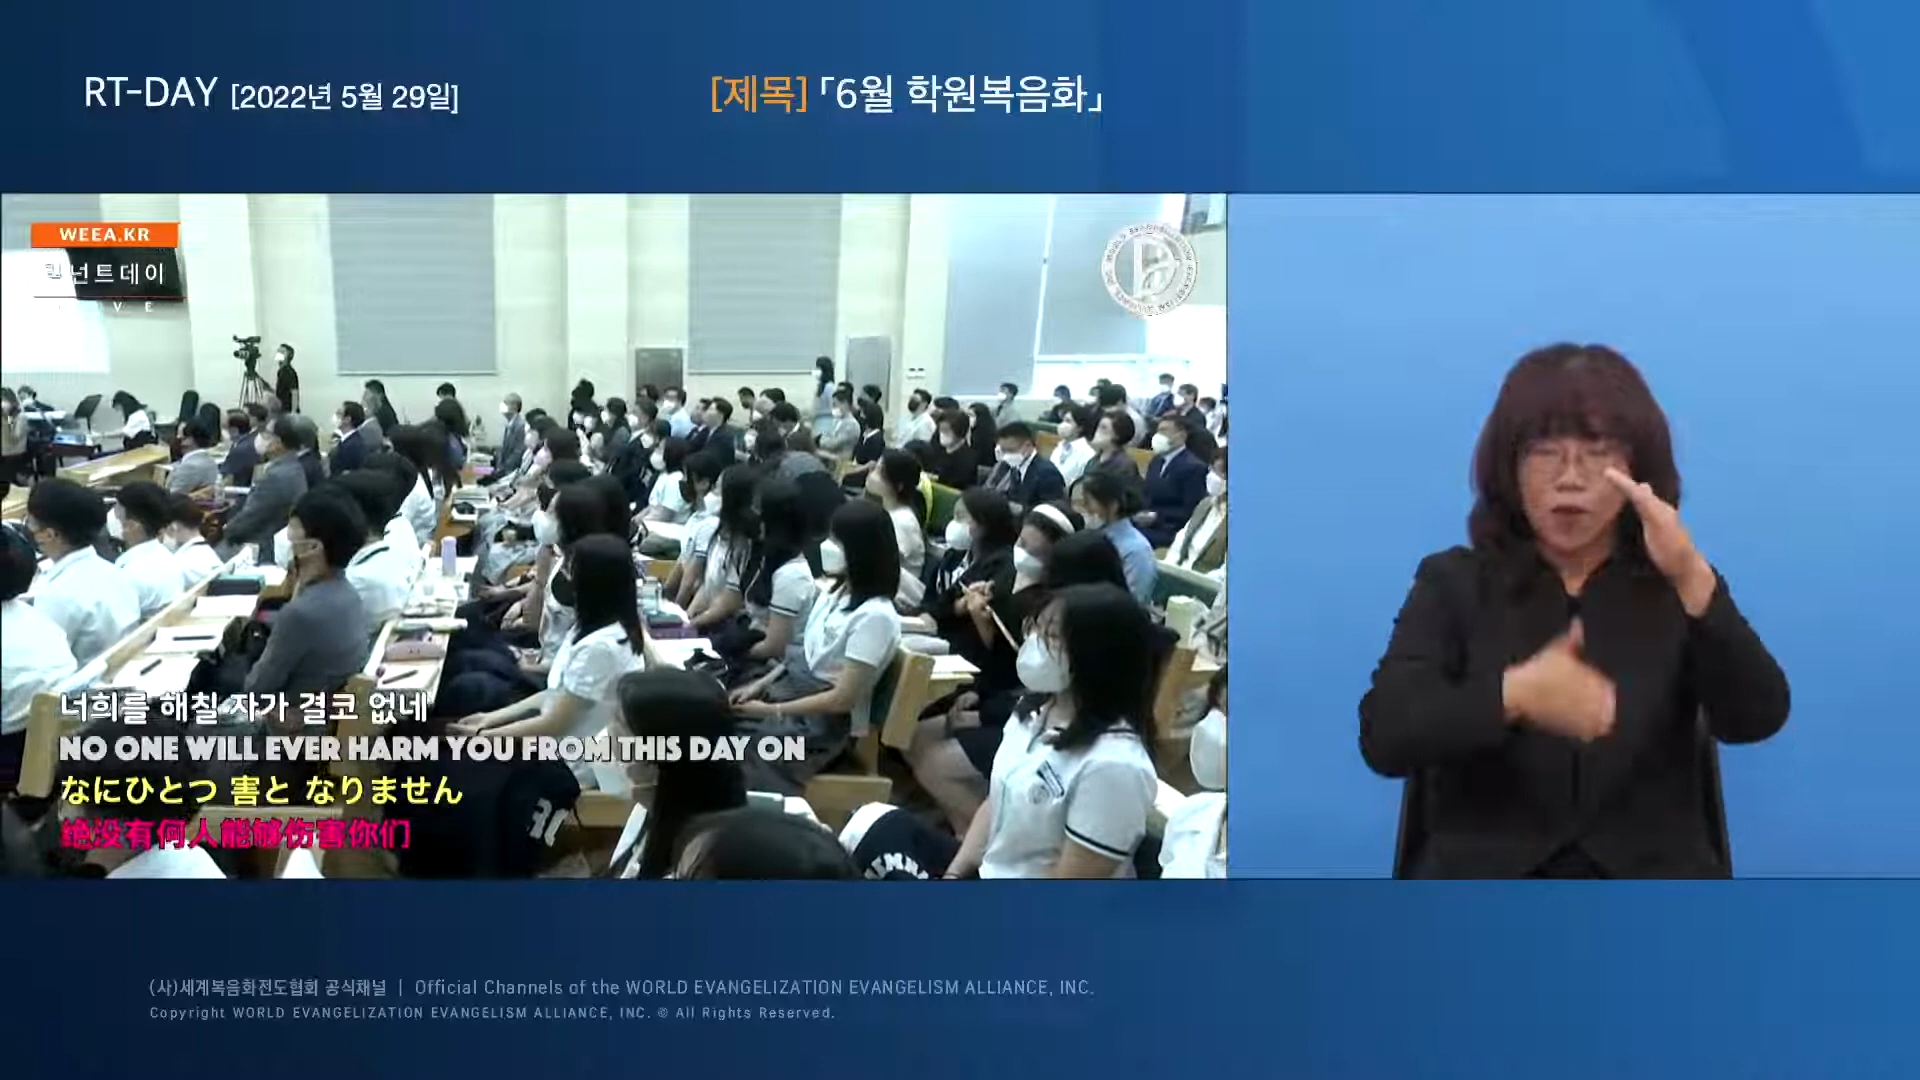 RT-DAY [2022년 5월 29일]
[제목] 「6월 학원복음화」
WEEA.KR
렘넌트데이
너희를 해칠 자가 결코 없네
NO ONE WILL EVER HARM YOU FROM THIS DAY ON
なにひとつ 害と なりません
绝没有何人能够伤害你们
(사)세계복음화전도협회 공식채널 | Official Channels of the WORLD EVANGELIZATION EVANGELISM ALLIANCE, INC.
Copyright WORLD EVANGELIZATION EVANGELISM ALLIANCE, INC. © All Rights Reserved.